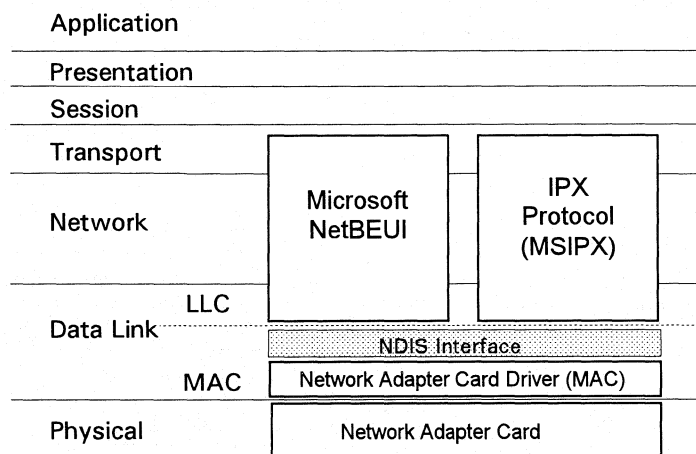 Application
Presentation
Session
Transport
Network
Microsoft
NetBEUI
IPX
Protocol
(MSIPX)
LLC
Data Link
NDIS Interface
MAC
Network Adapter Card Driver (MAC)
Physical
Network Adapter Card